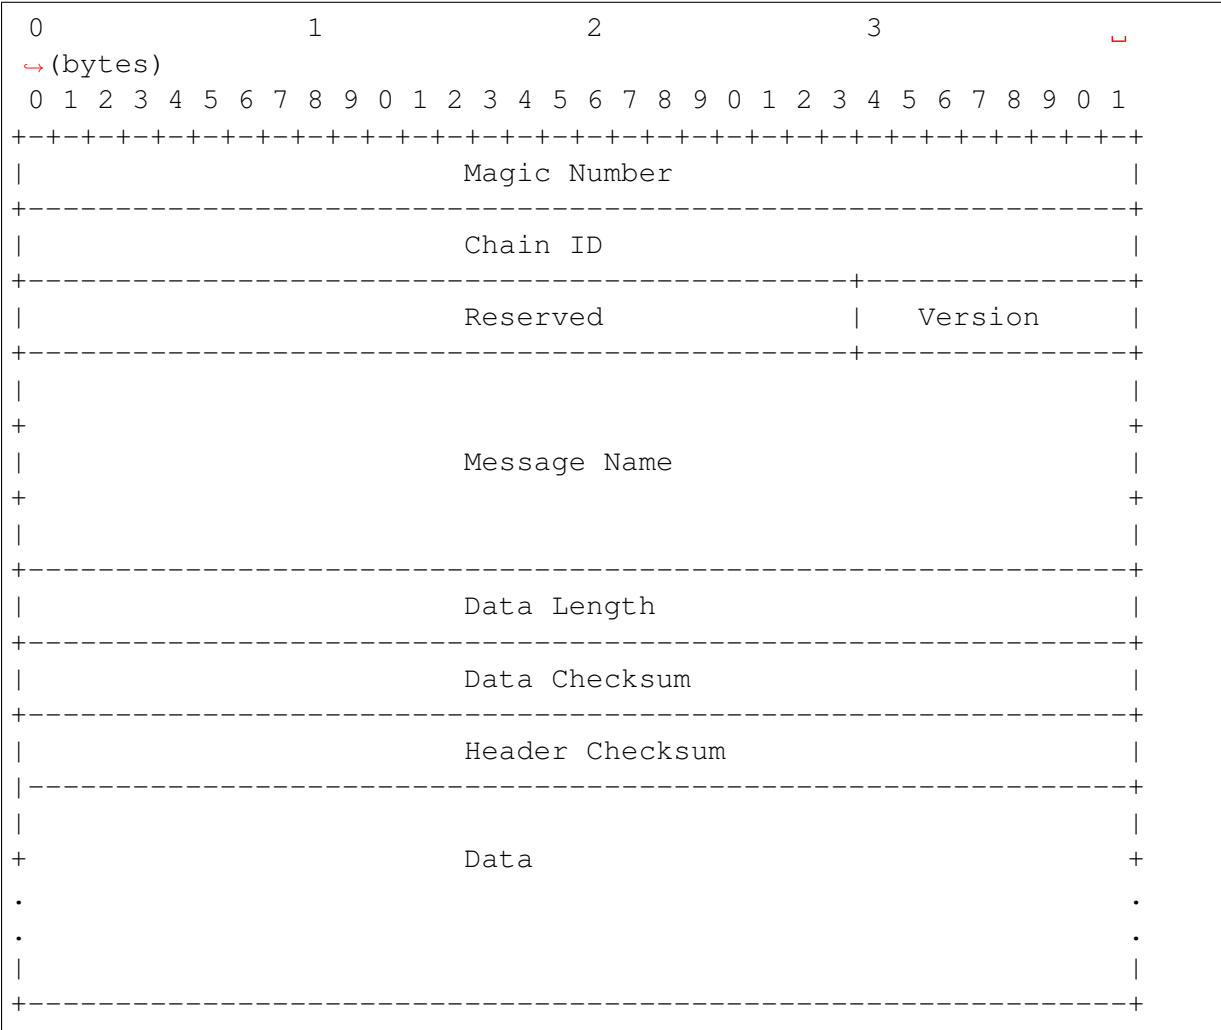 0               1               2               3              ␣
↪(bytes)
0 1 2 3 4 5 6 7 8 9 0 1 2 3 4 5 6 7 8 9 0 1 2 3 4 5 6 7 8 9 0 1
+-+-+-+-+-+-+-+-+-+-+-+-+-+-+-+-+-+-+-+-+-+-+-+-+-+-+-+-+-+-+-+-+
|                         Magic Number                          |
+---------------------------------------------------------------+
|                         Chain ID                              |
+-----------------------------------------------+---------------+
|                         Reserved              |   Version     |
+-----------------------------------------------+---------------+
|                                                               |
+                                                               +
|                         Message Name                          |
+                                                               +
|                                                               |
+---------------------------------------------------------------+
|                         Data Length                           |
+---------------------------------------------------------------+
|                         Data Checksum                         |
+---------------------------------------------------------------+
|                         Header Checksum                       |
|---------------------------------------------------------------+
|                                                               |
+                         Data                                  +
.                                                               .
.                                                               .
|                                                               |
+---------------------------------------------------------------+